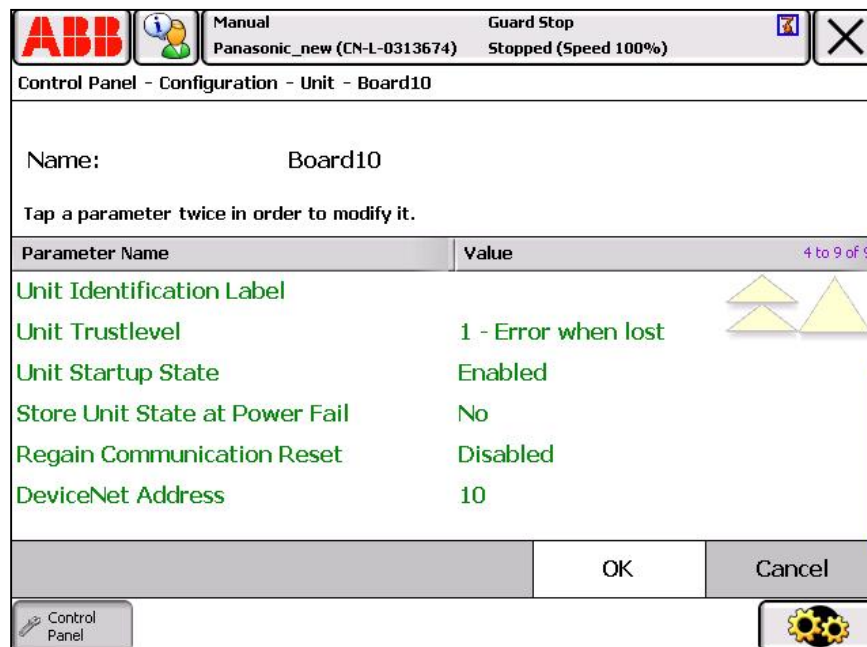 ABB
Manual
Guard Stop
Panasonic_new (CN-L-0313674)
Stopped (Speed 100%)
Control Panel - Configuration - Unit - Board10
Name: Board10
Tap a parameter twice in order to modify it.
Parameter Name Value 4 to 9 of 9
Unit Identification Label
Unit Trustlevel 1 - Error when lost
Unit Startup State Enabled
Store Unit State at Power Fail No
Regain Communication Reset Disabled
DeviceNet Address 10
OK Cancel
Control
Panel